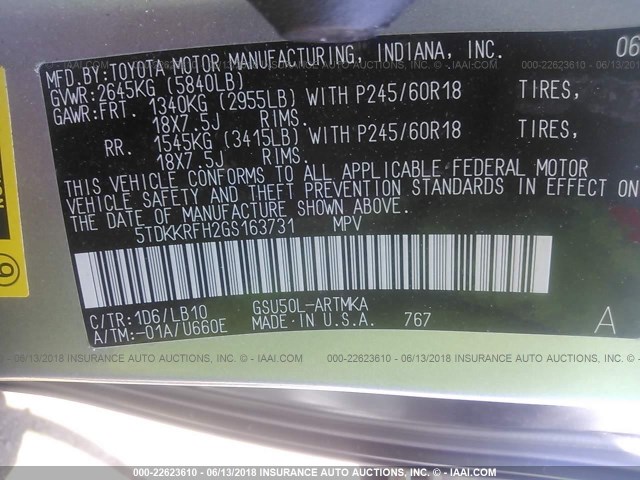 MFD.BY:TOYOTA MOTOR MANUFACTURING, INDIANA, INC. 06
GVWR:2645KG (5840LB)
GAWR:FRT. 1340KG (2955LB) WITH P245/60R18 TIRES,
18X7.5J RIMS.
RR. 1545KG (3415LB) WITH P245/60R18 TIRES,
18X7.5J RIMS.
THIS VEHICLE CONFORMS TO ALL APPLICABLE FEDERAL MOTOR
VEHICLE SAFETY AND THEFT PREVENTION STANDARDS IN EFFECT ON
THE DATE OF MANUFACTURE SHOWN ABOVE.
5TDKKRFH2GS163731 MPV
C/TR:1D6/LB10 GSU50L-ARTMKA
A/TM:-01A/U660E MADE IN U.S.A. 767 A
000-22623610 - 06/13/2018 INSURANCE AUTO AUCTIONS - IAAI.COM